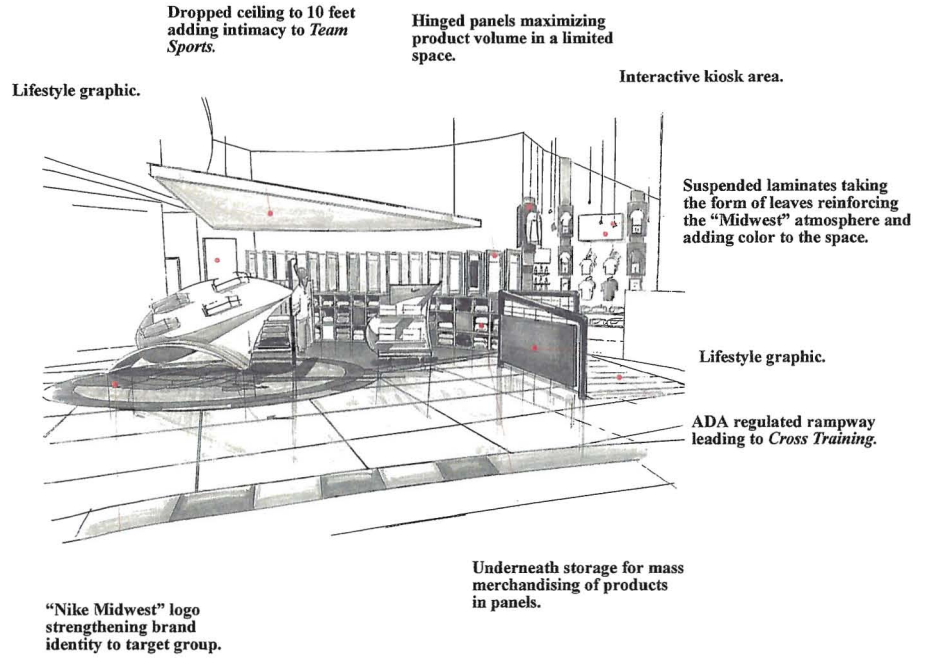 Dropped ceiling to 10 feet
adding intimacy to Team
Sports.
Hinged panels maximizing
product volume in a limited
space.
Interactive kiosk area.
Lifestyle graphic.
Suspended laminates taking
the form of leaves reinforcing
the “Midwest” atmosphere and
adding color to the space.
Lifestyle graphic.
ADA regulated rampway
leading to Cross Training.
Underneath storage for mass
merchandising of products
in panels.
“Nike Midwest” logo
strengthening brand
identity to target group.